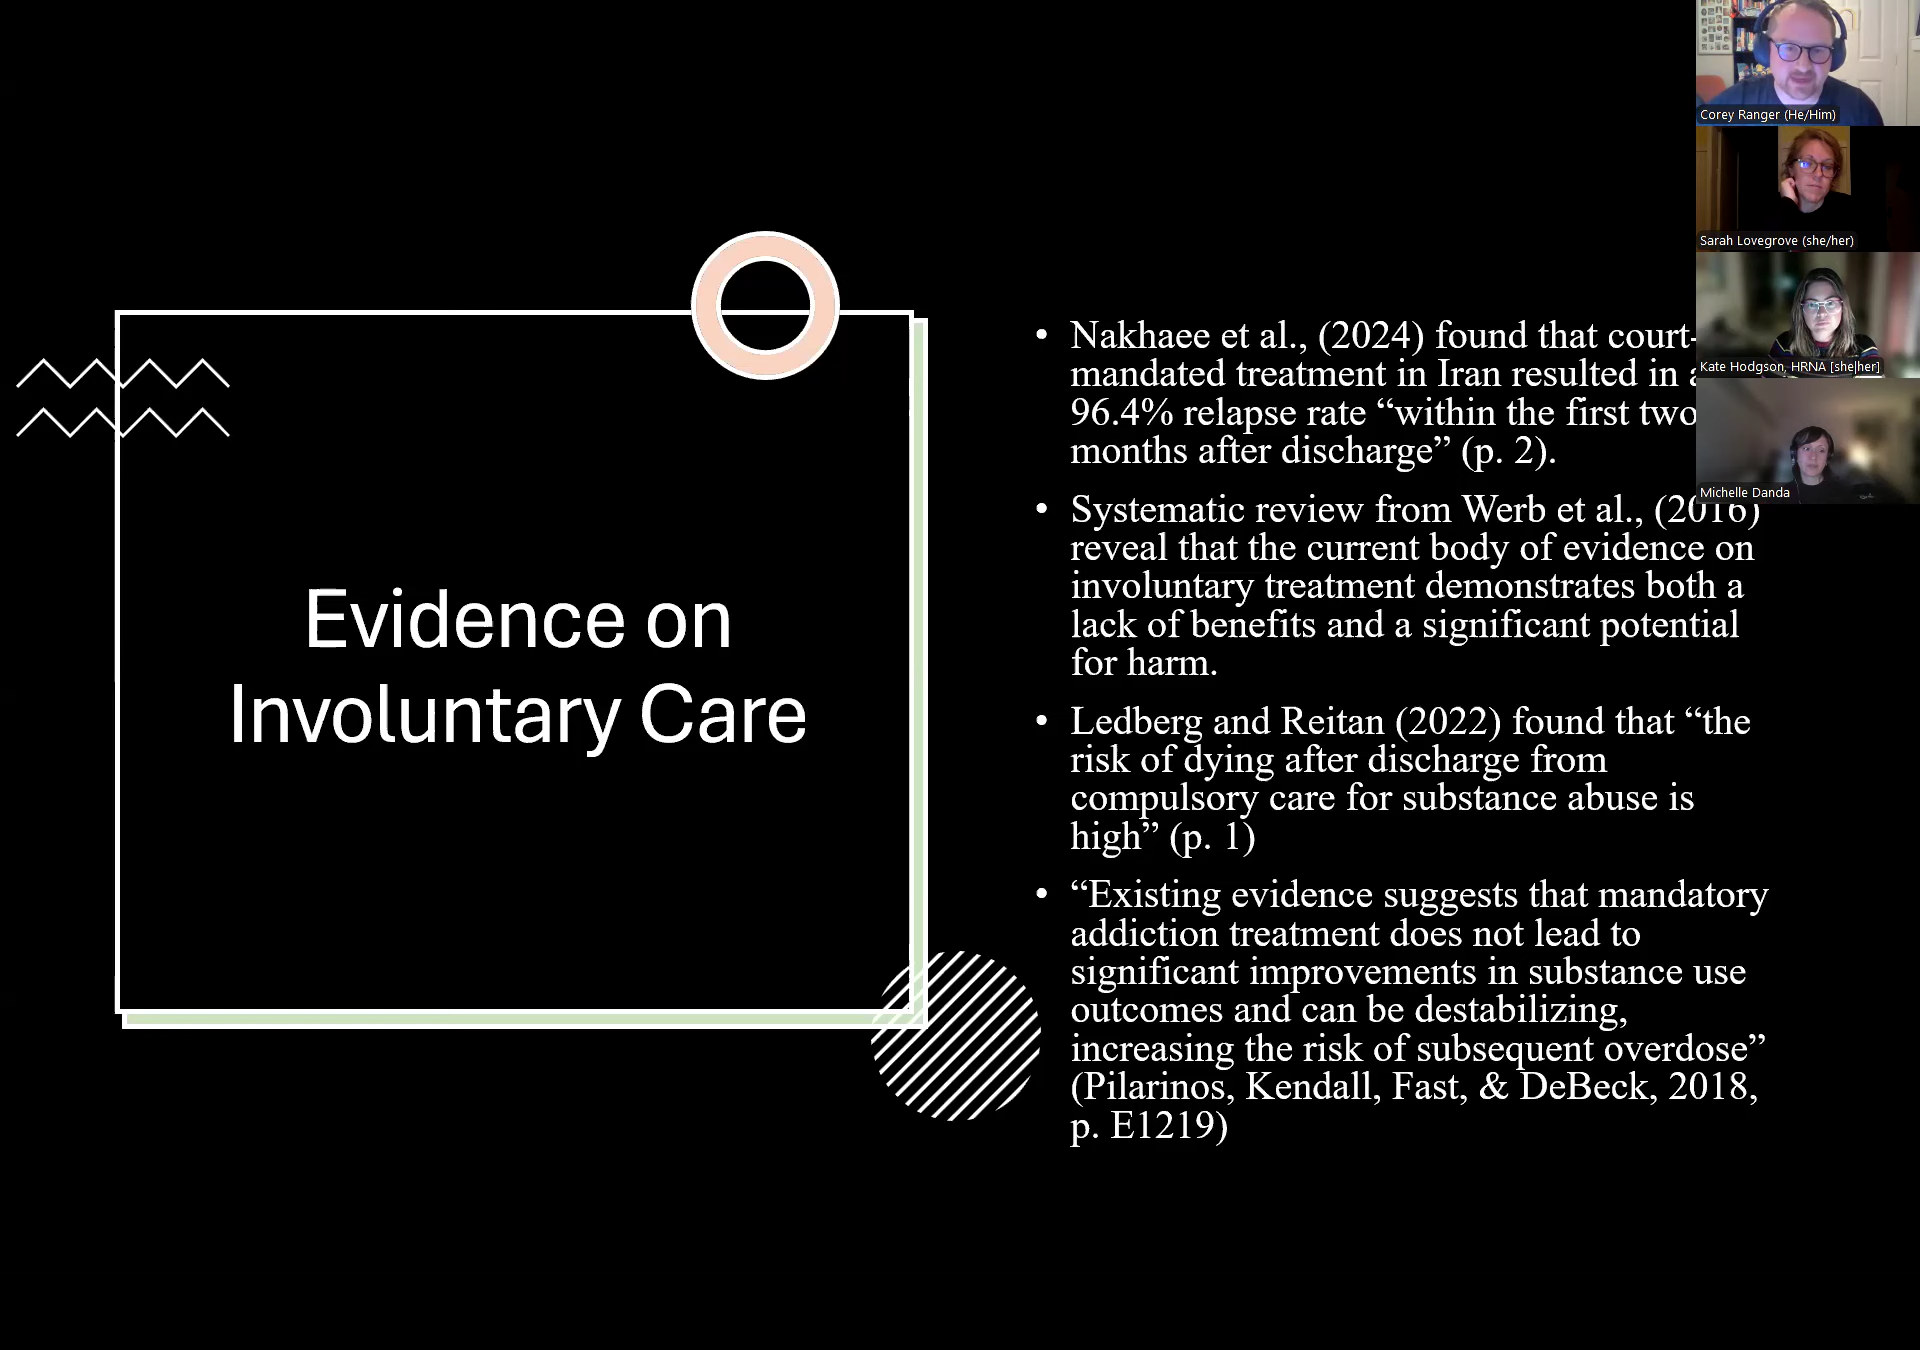 Evidence on
Involuntary Care
• Nakhaee et al., (2024) found that court-
mandated treatment in Iran resulted in a
96.4% relapse rate “within the first two
months after discharge” (p. 2).
• Systematic review from Werb et al., (2016)
reveal that the current body of evidence on
involuntary treatment demonstrates both a
lack of benefits and a significant potential
for harm.
• Ledberg and Reitan (2022) found that “the
risk of dying after discharge from
compulsory care for substance abuse is
high” (p. 1)
• “Existing evidence suggests that mandatory
addiction treatment does not lead to
significant improvements in substance use
outcomes and can be destabilizing,
increasing the risk of subsequent overdose”
(Pilarinos, Kendall, Fast, & DeBeck, 2018,
p. E1219)
Corey Ranger (He/Him)
Sarah Lovegrove (she/her)
Kate Hodgson, HRNA [she|her]
Michelle Danda